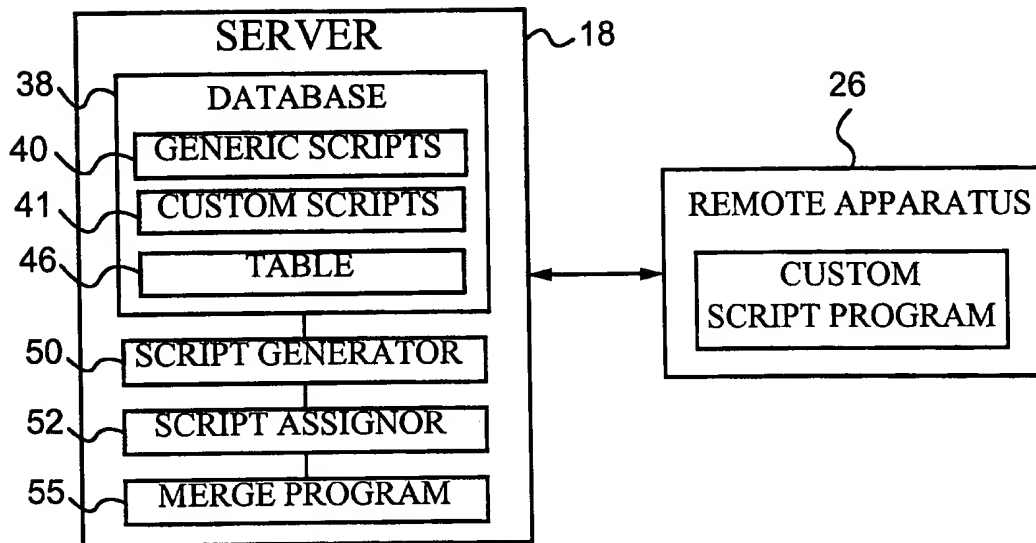 SERVER
18
38
DATABASE
26
40
GENERIC SCRIPTS
41
CUSTOM SCRIPTS
REMOTE APPARATUS
46
TABLE
CUSTOM
SCRIPT PROGRAM
50
SCRIPT GENERATOR
52
SCRIPT ASSIGNOR
55
MERGE PROGRAM